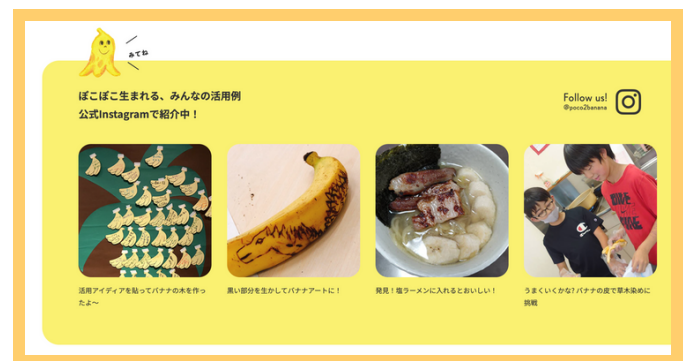 みてね
ぽこぽこ生まれる、みんなの活用例
公式Instagramで紹介中！
Follow us!
@poco2banana
活用アイディアを貼ってバナナの木を作っ
たよ〜
黒い部分を生かしてバナナアートに！
発見！塩ラーメンに入れるとおいしい！
うまくいくかな? バナナの皮で草木染めに
挑戦